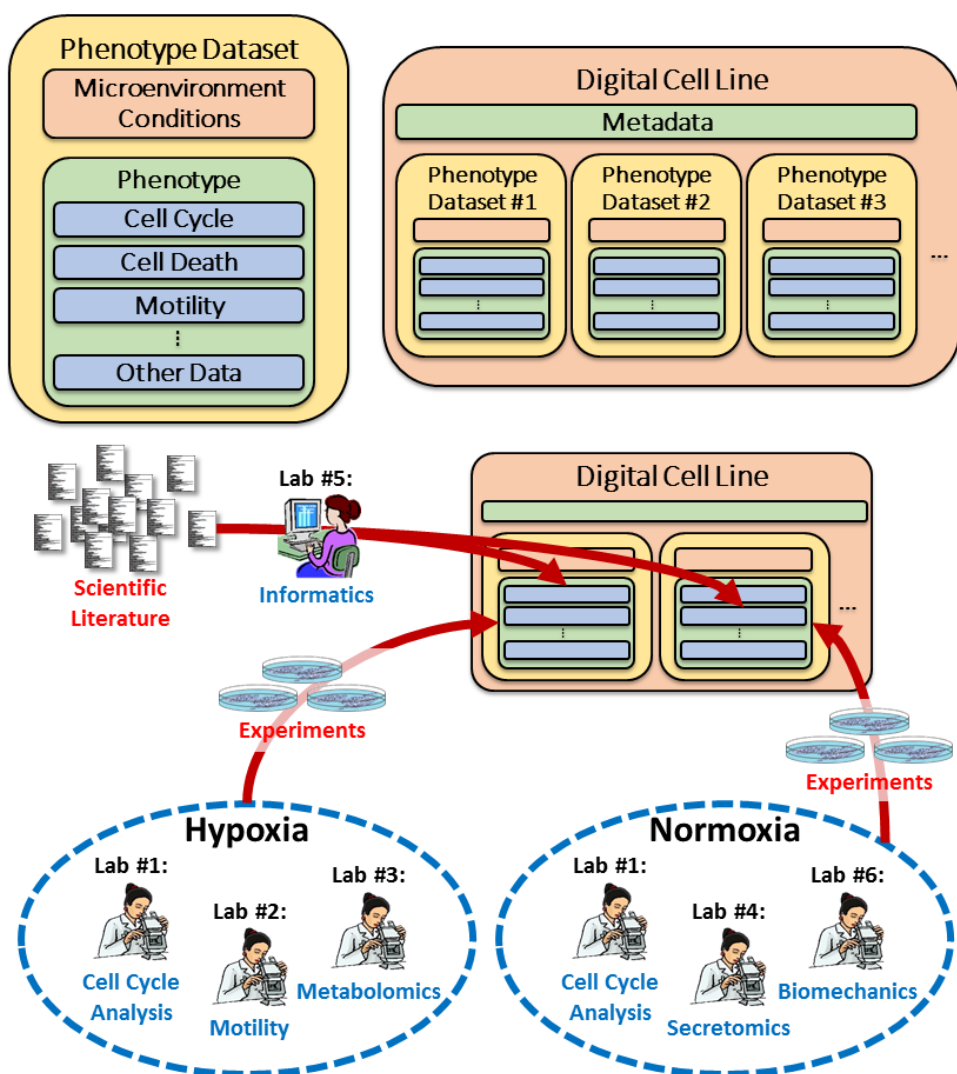 Phenotype Dataset
Microenvironment
Conditions
Phenotype
Cell Cycle
Cell Death
Motility
...
Other Data
Digital Cell Line
Metadata
Phenotype
Dataset #1
...
Phenotype
Dataset #2
...
Phenotype
Dataset #3
...
...
Scientific
Literature
Lab #5:
Informatics
Digital Cell Line
...
...
...
Experiments
Experiments
Hypoxia
Lab #1:
Cell Cycle
Analysis
Lab #2:
Motility
Lab #3:
Metabolomics
Normoxia
Lab #1:
Cell Cycle
Analysis
Lab #4:
Secretomics
Lab #6:
Biomechanics